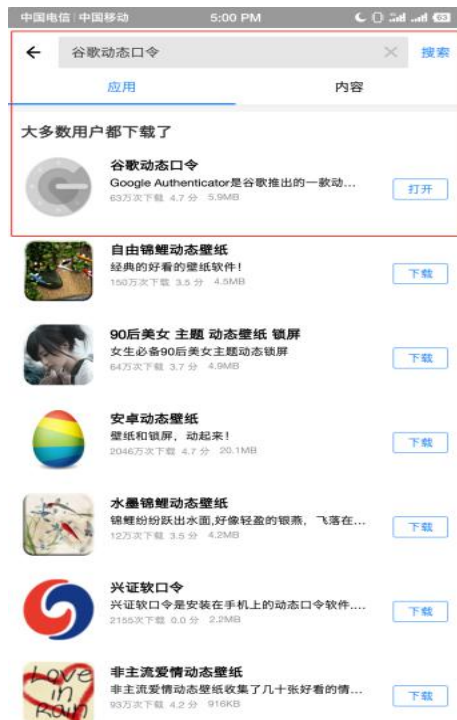 中国电信 | 中国移动 5:00 PM 63
谷歌动态口令 搜索
应用 内容
大多数用户都下载了
谷歌动态口令
Google Authenticator是谷歌推出的一款动...
63万次下载 4.7 分 5.9MB
打开
自由锦鲤动态壁纸
经典的好看的壁纸软件!
150万次下载 3.5 分 4.5MB
下载
90后美女 主题 动态壁纸 锁屏
女生必备90后美女主题动态锁屏
64万次下载 3.7 分 4.9MB
下载
安卓动态壁纸
壁纸和锁屏，动起来!
2046万次下载 4.7 分 20.1MB
下载
水墨锦鲤动态壁纸
锦鲤纷纷跃出水面,好像轻盈的银燕，飞落在...
12万次下载 3.5 分 4.2MB
下载
兴证软口令
兴证软口令是安装在手机上的动态口令软件....
2155次下载 0.0 分 2.2MB
下载
Love
in
Rain
非主流爱情动态壁纸
非主流爱情动态壁纸收集了几十张好看的情...
93万次下载 4.2 分 916KB
下载